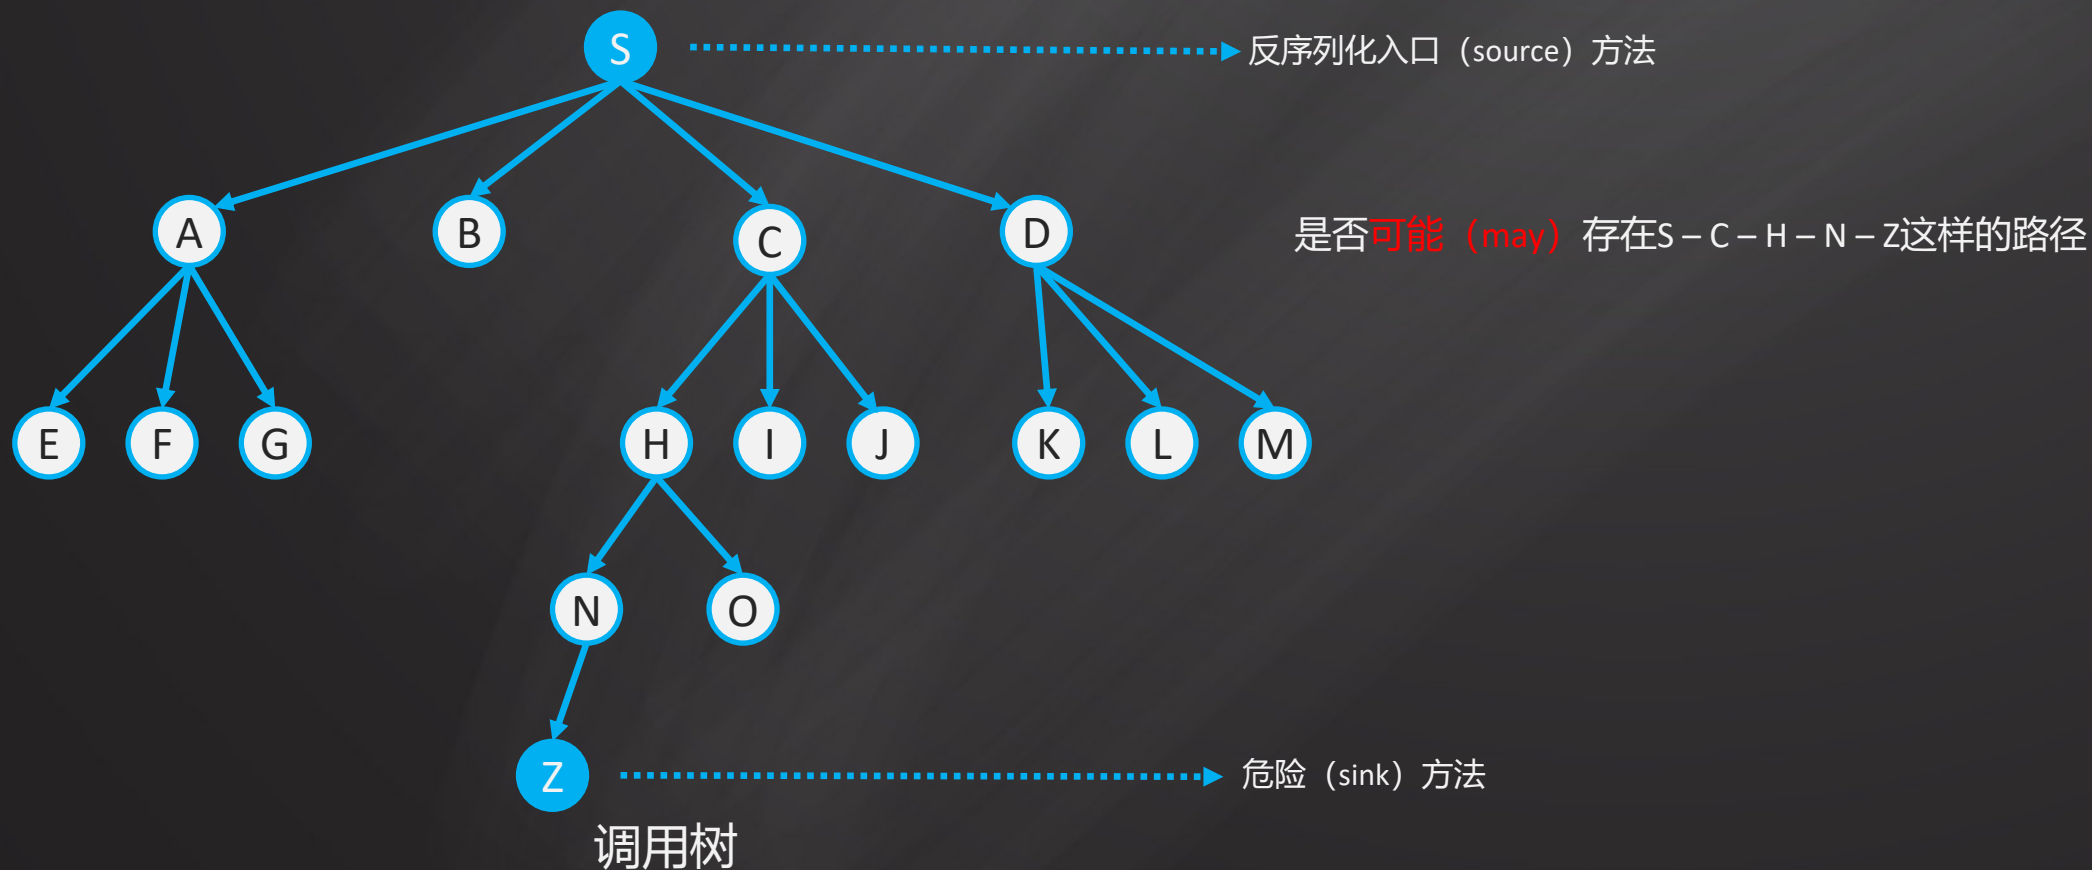 S
反序列化入口（source）方法
A
B
C
D
是否可能（may）存在S – C – H – N – Z这样的路径
E
F
G
H
I
J
K
L
M
N
O
Z
危险（sink）方法
调用树